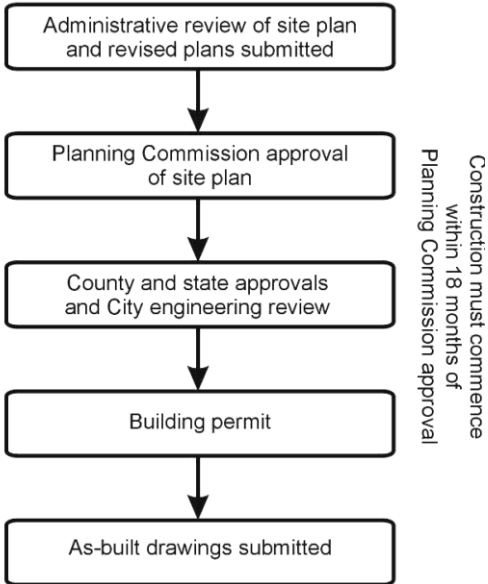 Administrative review of site plan
and revised plans submitted
Planning Commission approval
of site plan
County and state approvals
and City engineering review
Building permit
As-built drawings submitted
Construction must commence
within 18 months of
Planning Commission approval